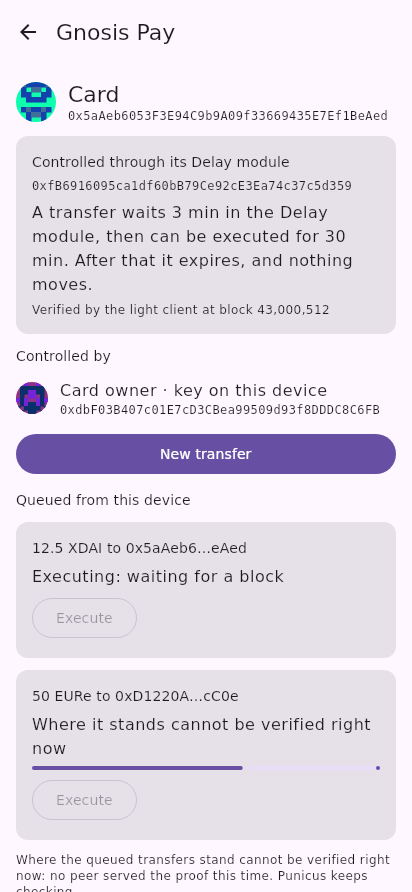 Gnosis Pay
Card
0x5aAeb6053F3E94C9b9A09f33669435E7Ef1BeAed
Controlled through its Delay module
0xfB6916095ca1df60bB79Ce92cE3Ea74c37c5d359
A transfer waits 3 min in the Delay
module, then can be executed for 30
min. After that it expires, and nothing
moves.
Verified by the light client at block 43,000,512
Controlled by
Card owner · key on this device
0xdbF03B407c01E7cD3CBea99509d93f8DDDC8C6FB
New transfer
Queued from this device
12.5 XDAI to 0x5aAeb6…eAed
Executing: waiting for a block
Execute
50 EURe to 0xD1220A…cC0e
Where it stands cannot be verified right
now
Execute
Where the queued transfers stand cannot be verified right
now: no peer served the proof this time. Punicus keeps
checking.